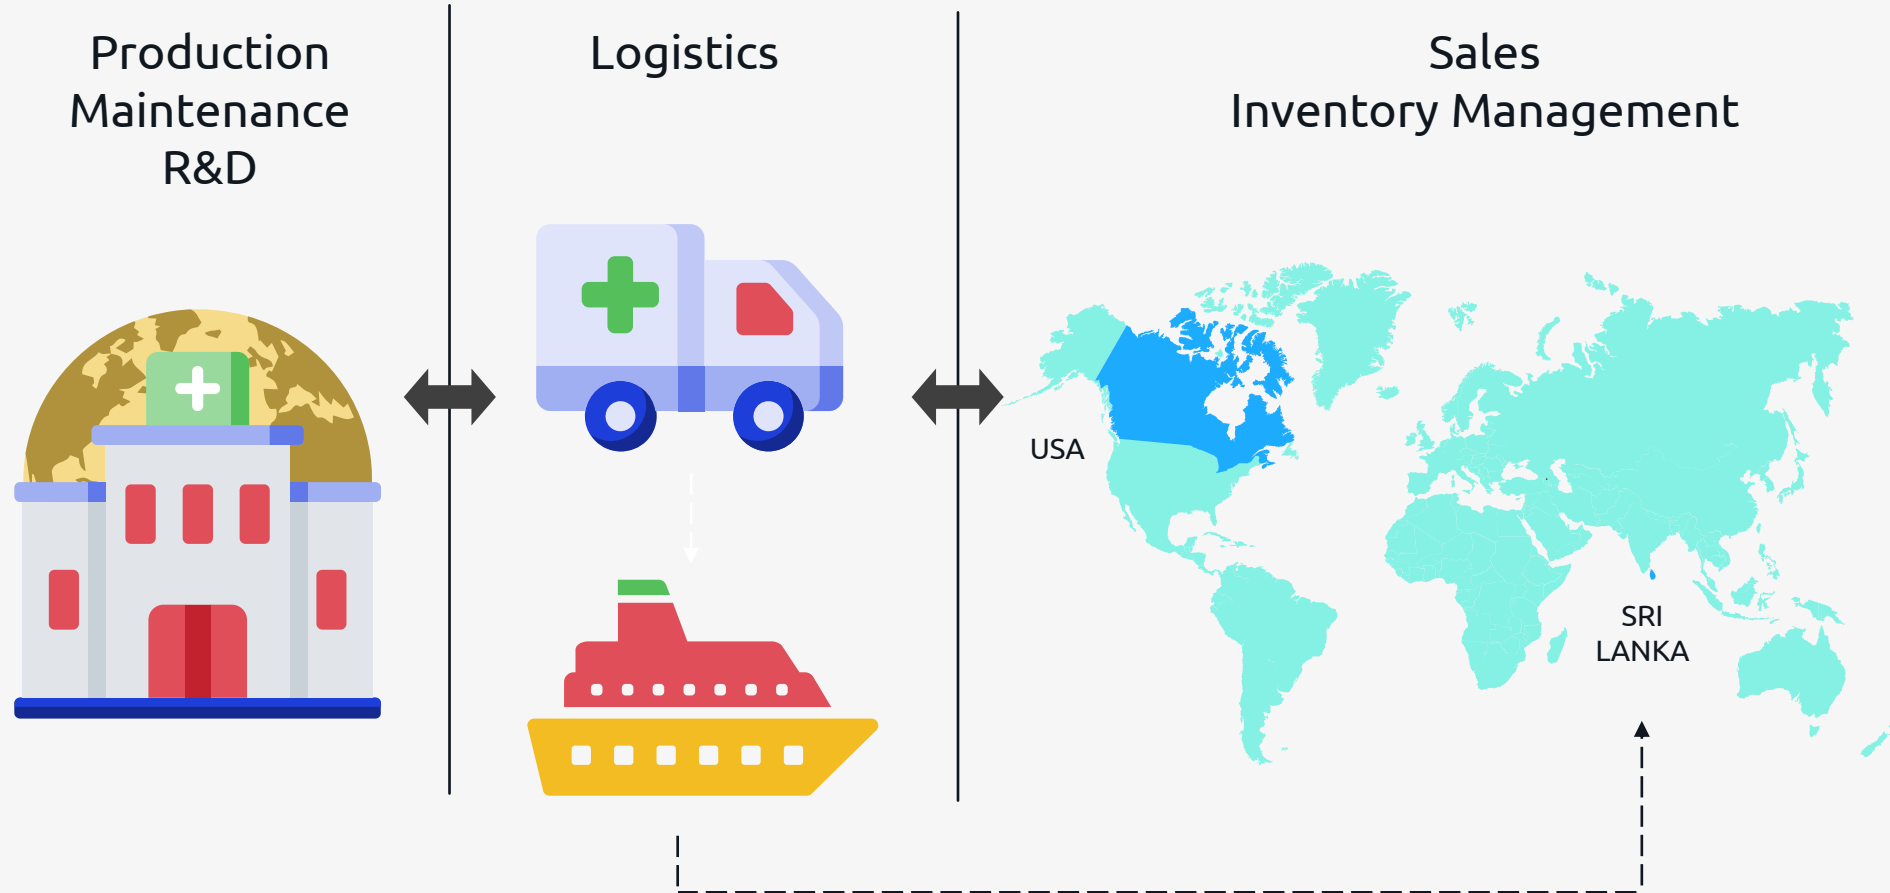 Production
Maintenance
R&D
Logistics
Sales
Inventory Management
USA
SRI
LANKA